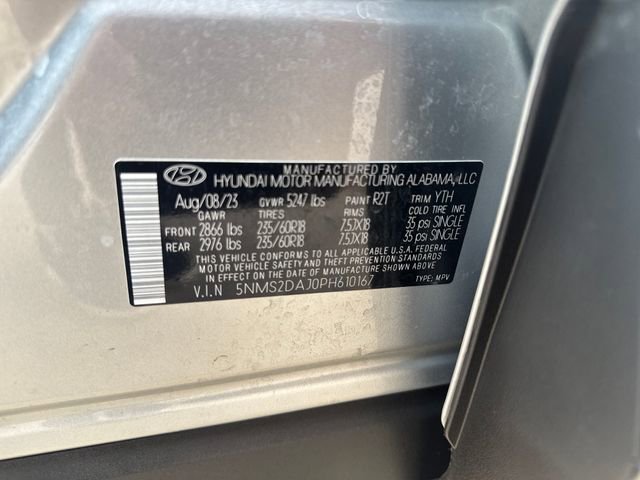 MANUFACTURED BY
HYUNDAI MOTOR MANUFACTURING ALABAMA, LLC
Aug/08/23 GVWR 5247 lbs PAINT R2T TRIM YTH
GAWR TIRES RIMS COLD TIRE INFL
FRONT 2866 lbs 235/60R18 7.5JX18 35 psi SINGLE
REAR 2976 lbs 235/60R18 7.5JX18 35 psi SINGLE
THIS VEHICLE CONFORMS TO ALL APPLICABLE U.S.A. FEDERAL
MOTOR VEHICLE SAFETY, BUMPER, AND THEFT PREVENTION STANDARDS
IN EFFECT ON THE DATE OF MANUFACTURE SHOWN ABOVE.
V.I.N 5NMS2DAJ0PH610167 TYPE: MPV